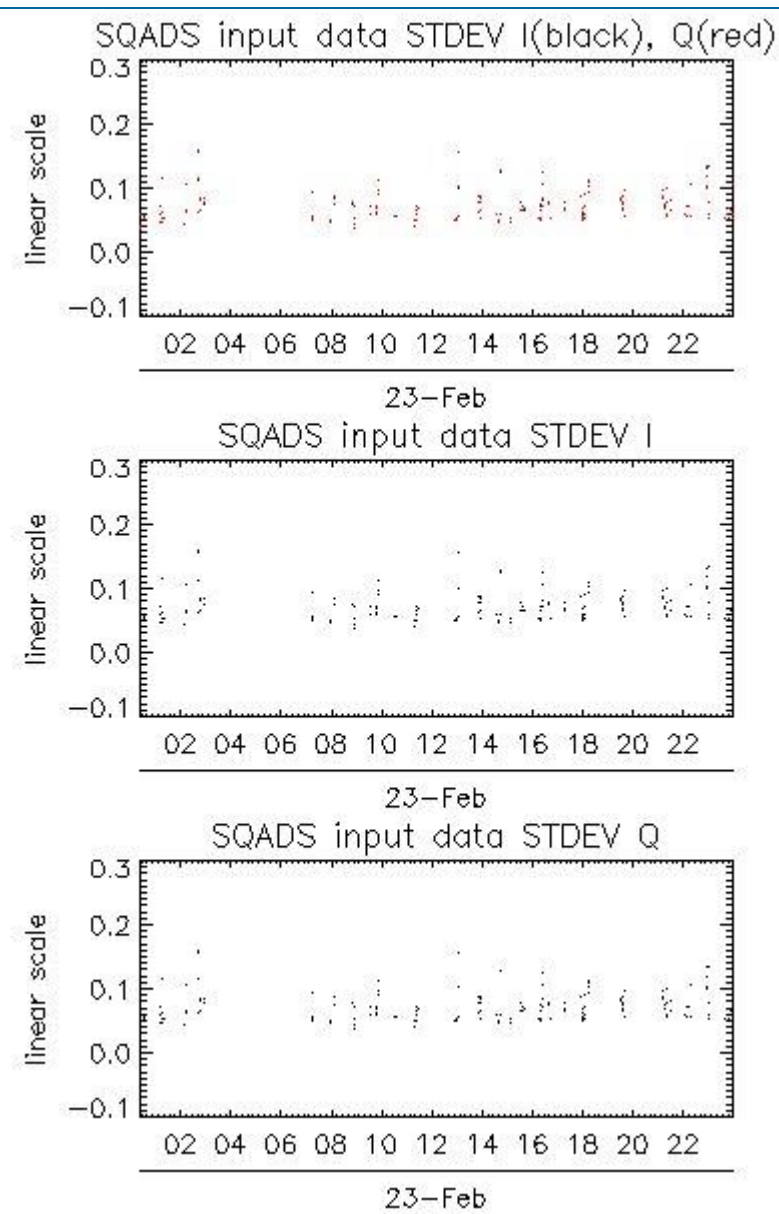 SQADS input data STDEV I(black), Q(red)
0.3
0.2
0.1
0.0
−0.1
linear scale
02 04 06 08 10 12 14 16 18 20 22
23−Feb
SQADS input data STDEV I
0.3
0.2
0.1
0.0
−0.1
linear scale
02 04 06 08 10 12 14 16 18 20 22
23−Feb
SQADS input data STDEV Q
0.3
0.2
0.1
0.0
−0.1
linear scale
02 04 06 08 10 12 14 16 18 20 22
23−Feb